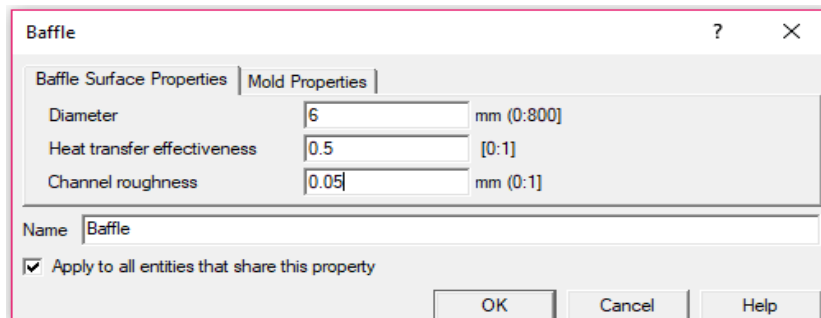 Baffle ?
Baffle Surface Properties Mold Properties
Diameter 6 mm (0:800]
Heat transfer effectiveness 0.5 [0:1]
Channel roughness 0.05 mm (0:1]
Name Baffle
Apply to all entities that share this property
OK Cancel Help